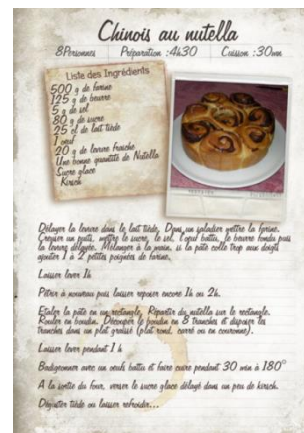 Chinois au nutella
8Personnes Préparation : 4h30 Cuisson : 30mn
Liste des Ingrédients
500 g de farine
125 g de beurre
5 g de sel
80 g de sucre
25 cl de lait tiède
1 oeuf
20 g de levure fraiche
Une bonne quantité de Nutella
Sucre glace
Kirsch
Délayer la levure dans le lait tiède. Dans un saladier mettre la farine.
Creuser un puits, mettre le sucre, le sel, l'oeuf battu, le beurre fondu puis
la levure délayée. Mélanger à la main, si la pâte colle trop aux doigts
ajouter 1 à 2 petites poignées de farine.
Laisser lever 1h
Pétrir à nouveau puis laisser reposer encore 1h ou 2h.
Etaler la pâte en un rectangle. Répartir du nutella sur le rectangle.
Rouler en boudin. Découper le boudin en 8 tranches et disposer les
tranches dans un plat graissé (plat rond, carré ou en couronne).
Laisser lever pendant 1 h
Badigeonner avec un oeufs battu et faire cuire pendant 30 min à 180°
A la sortie du four, verser le sucre glace délayé dans un peu de kirsch.
Déguster tiède ou laisser refroidir...